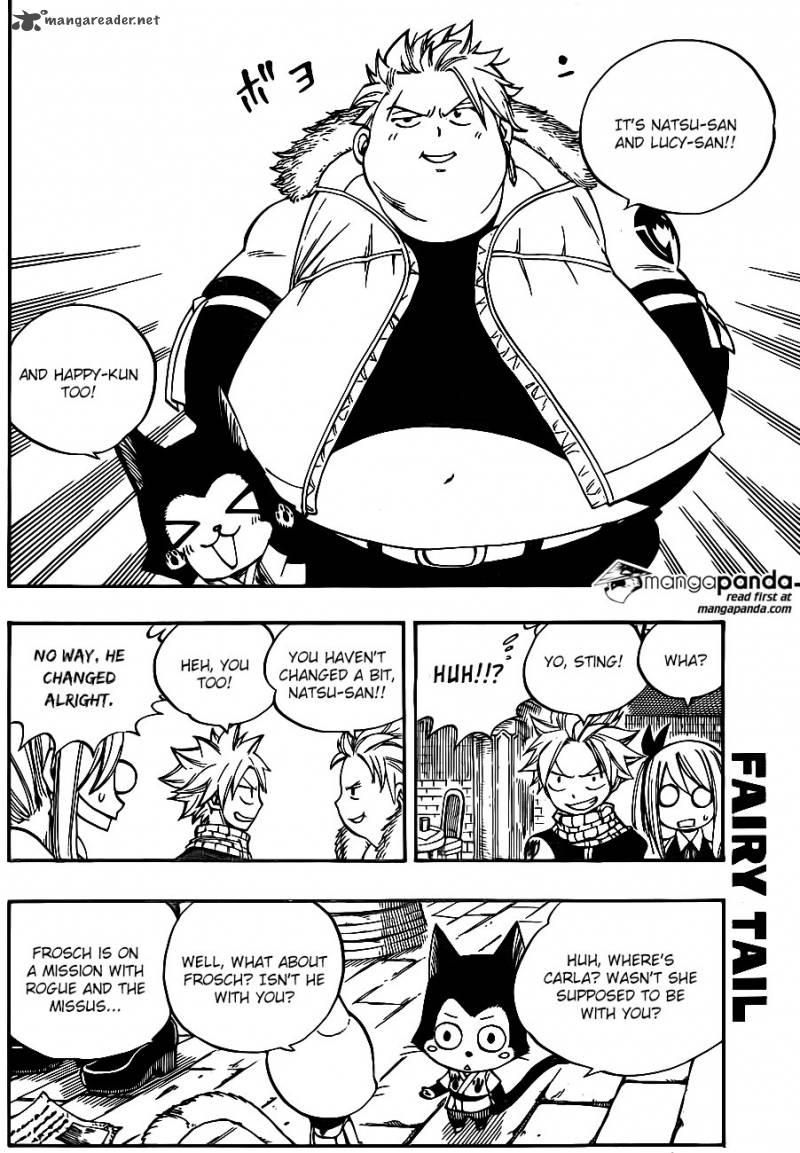 mangareader.net
IT'S NATSU-SAN
AND LUCY-SAN!!
ボヨ
AND HAPPY-KUN
TOO!
mangapanda
read first at
mangapanda.com
WHA?
YO, STING!
HUH!!?
YOU HAVEN'T
CHANGED A BIT,
NATSU-SAN!!
HEH, YOU
TOO!
NO WAY, HE
CHANGED
ALRIGHT.
FAIRY TAIL
HUH, WHERE'S
CARLA? WASN'T SHE
SUPPOSED TO BE
WITH YOU?
WELL, WHAT ABOUT
FROSCH? ISN'T HE
WITH YOU?
FROSCH IS ON
A MISSION WITH
ROGUE AND THE
MISSUS...